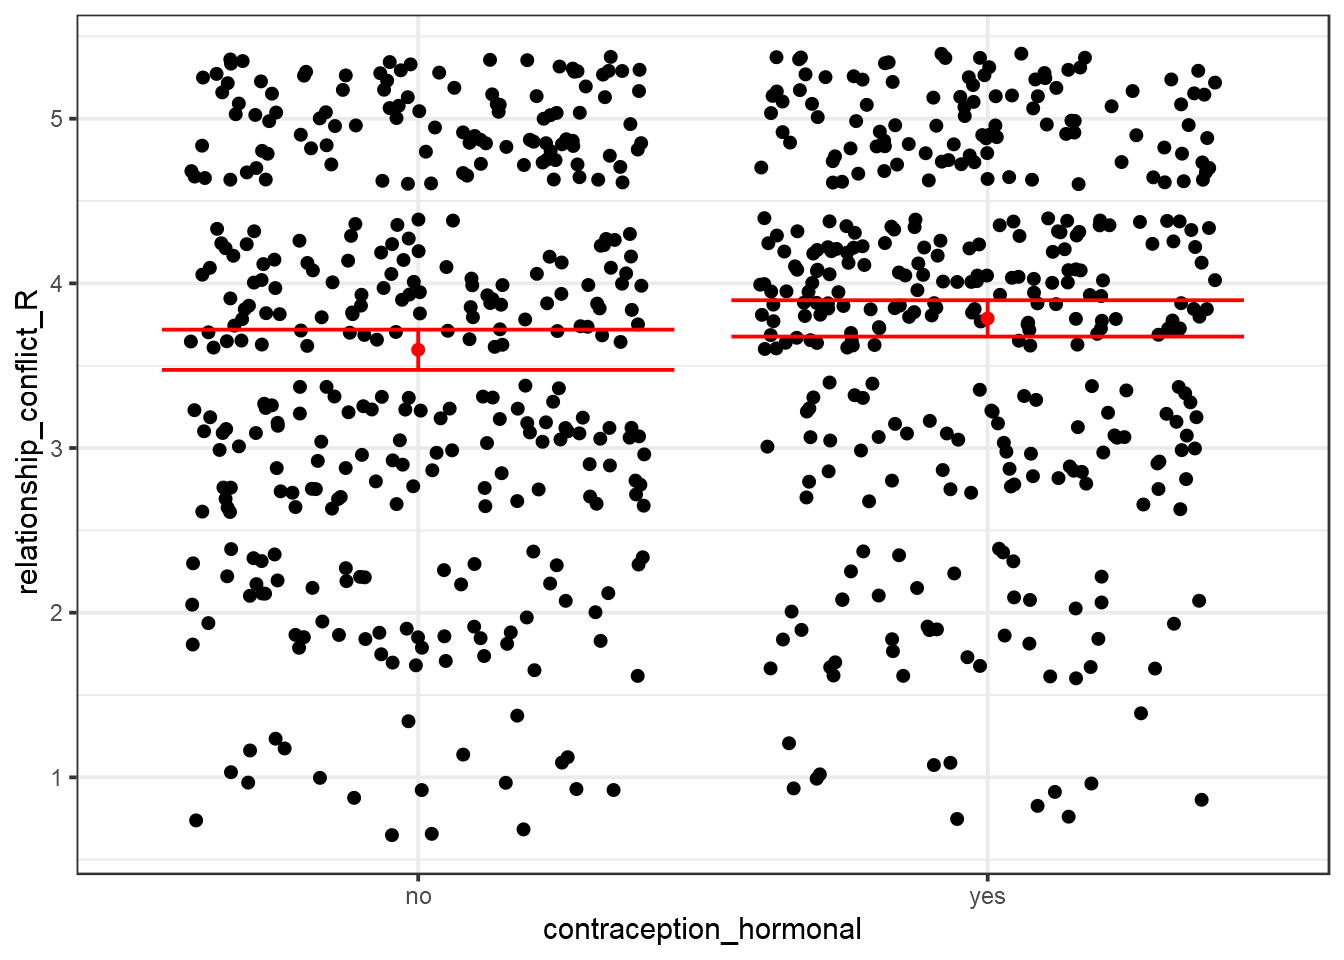 relationship_conflict_R
5
4
3
2
1
no yes
contraception_hormonal